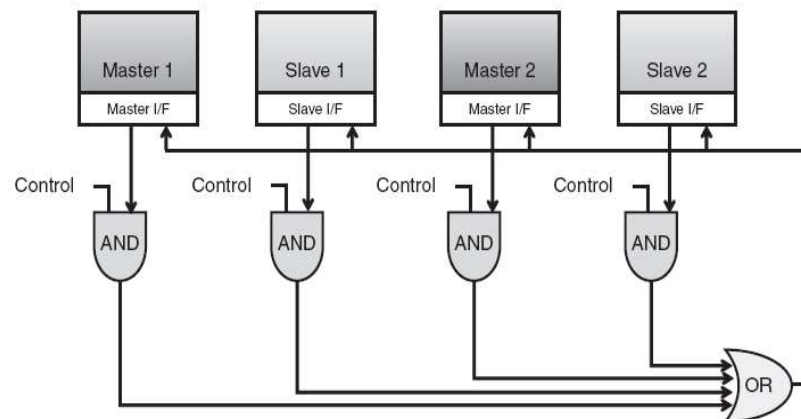 Master 1 Slave 1 Master 2 Slave 2
Master I/F Slave I/F Master I/F Slave I/F
Control Control Control Control
AND AND AND AND
OR